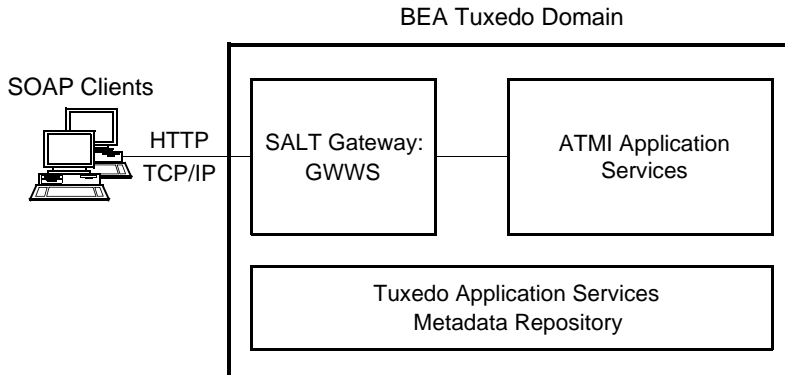 BEA Tuxedo Domain
SOAP Clients
HTTP
TCP/IP
SALT Gateway:
GWWS
ATMI Application
Services
Tuxedo Application Services
Metadata Repository